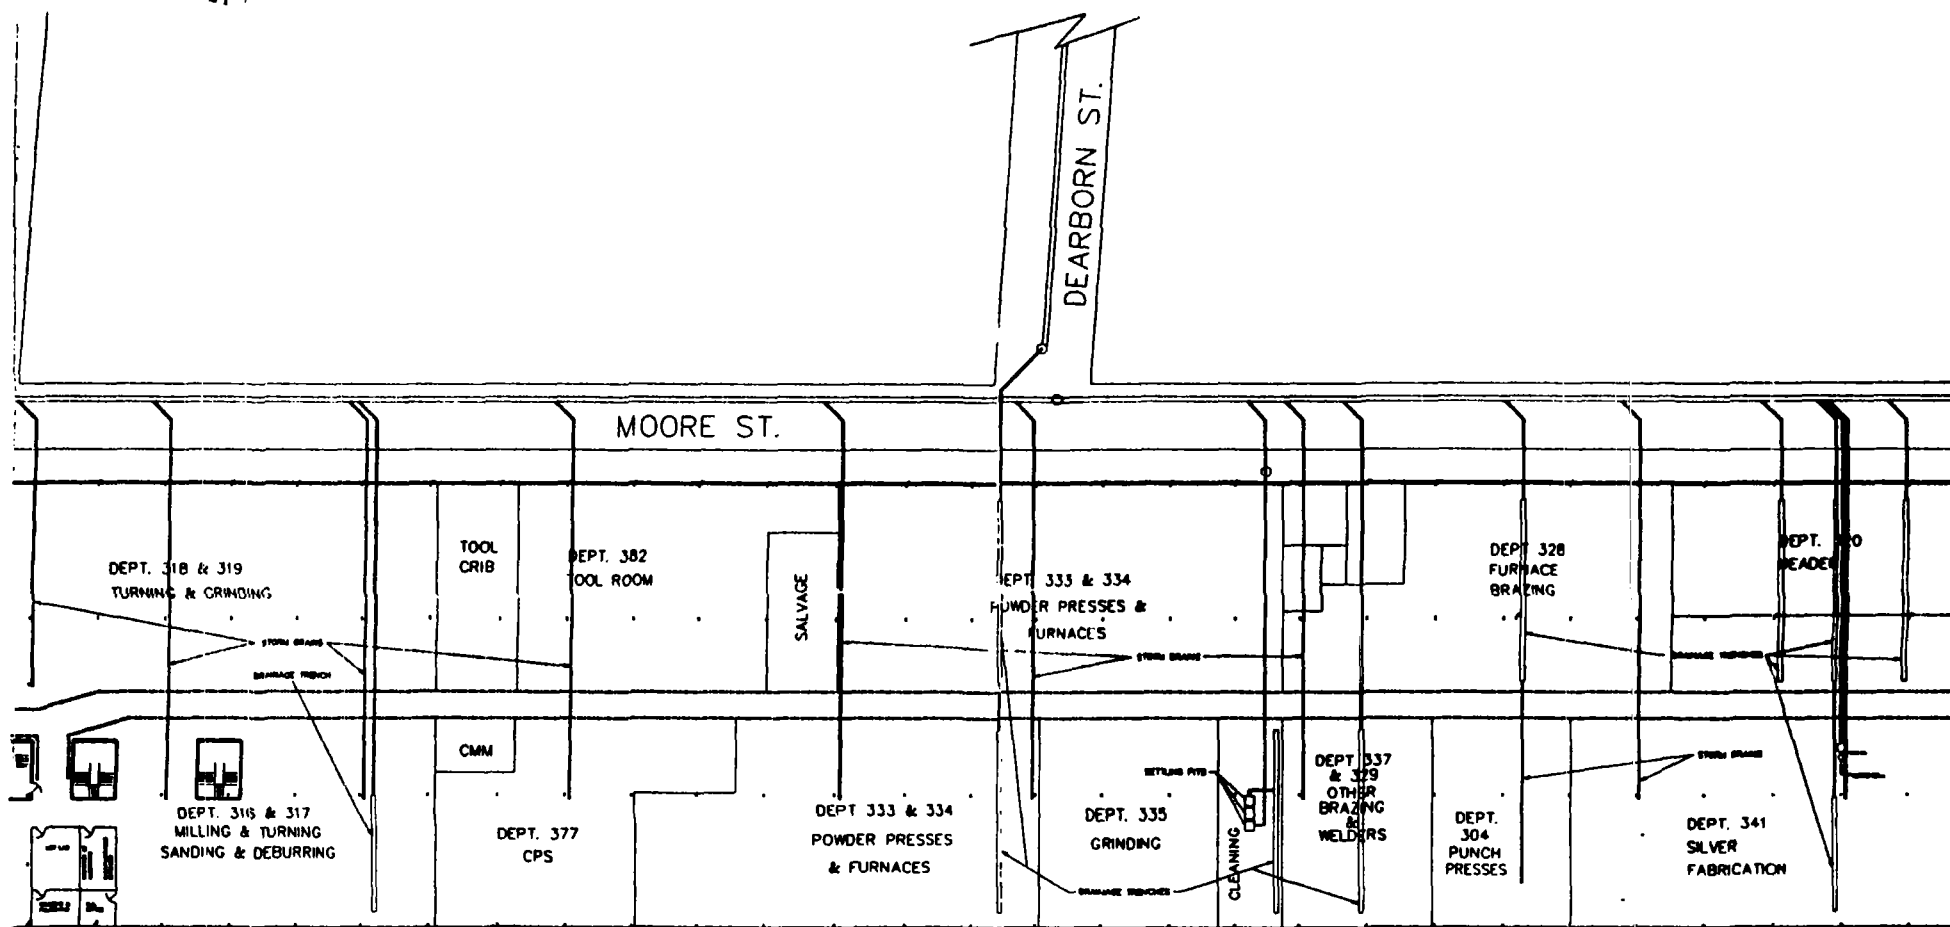 DEARBORN ST.
MOORE ST.
DEPT. 318 & 319
TURNING & GRINDING
TOOL
CRIB
DEPT. 382
TOOL ROOM
SALVAGE
DEPT 333 & 334
POWDER PRESSES &
FURNACES
DEPT 328
FURNACE
BRAZING
DEPT.
HEADER
STORM DRAINS
DRAINAGE TRENCH
STORM DRAINS
DRAINAGE TRENCHES
CMM
DEPT. 316 & 317
MILLING & TURNING
SANDING & DEBURRING
DEPT. 377
CPS
DEPT 333 & 334
POWDER PRESSES
& FURNACES
DEPT. 335
GRINDING
SETTLING PITS
CLEANING
DEPT 337
& 329
OTHER
BRAZING
&
WELDERS
DEPT.
304
PUNCH
PRESSES
STORM DRAINS
DEPT. 341
SILVER
FABRICATION
DRAINAGE TRENCHES